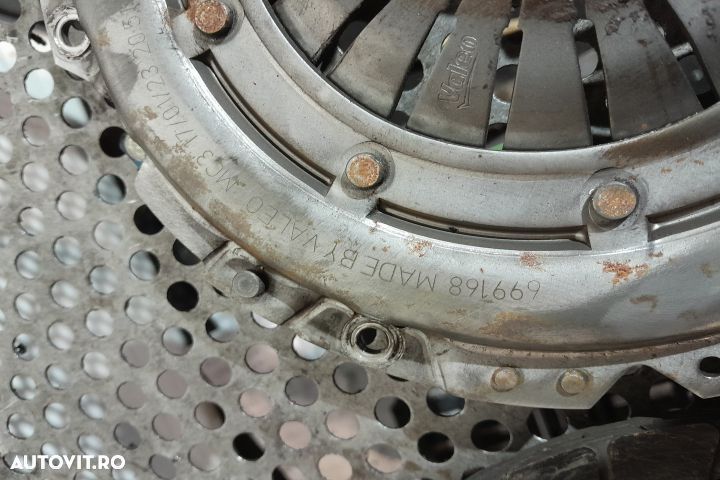 Valeo
699168 MADE BY VALEO MC3 17/01/23 20:5
AUTOVIT.RO